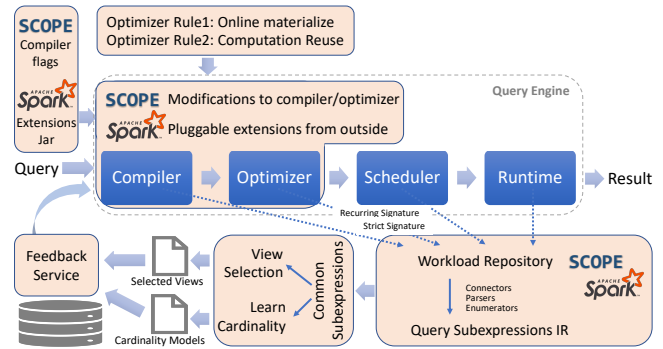 SCOPE
Compiler
flags
APACHE
Spark
Extensions
Jar
Optimizer Rule1: Online materialize
Optimizer Rule2: Computation Reuse
Query Engine
SCOPE Modifications to compiler/optimizer
APACHE
Spark Pluggable extensions from outside
Query
Compiler
Optimizer
Scheduler
Runtime
Result
Recurring Signature
Strict Signature
Feedback
Service
Selected Views
Cardinality Models
View
Selection
Learn
Cardinality
Common
Subexpressions
Workload Repository
SCOPE
APACHE
Spark
Connectors
Parsers
Enumerators
Query Subexpressions IR